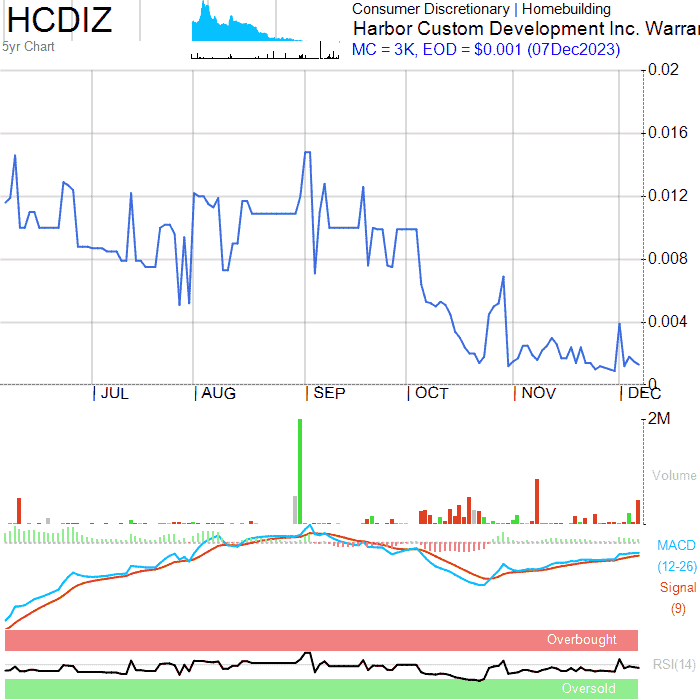 HCDIZ
5yr Chart
Consumer Discretionary | Homebuilding
Harbor Custom Development Inc. Warrar
MC = 3K, EOD = $0.001 (07Dec2023)
0.02
0.016
0.012
0.008
0.004
0
JUL AUG SEP OCT NOV DEC
2M
Volume
MACD
(12-26)
Signal
(9)
Overbought
RSI(14)
Oversold